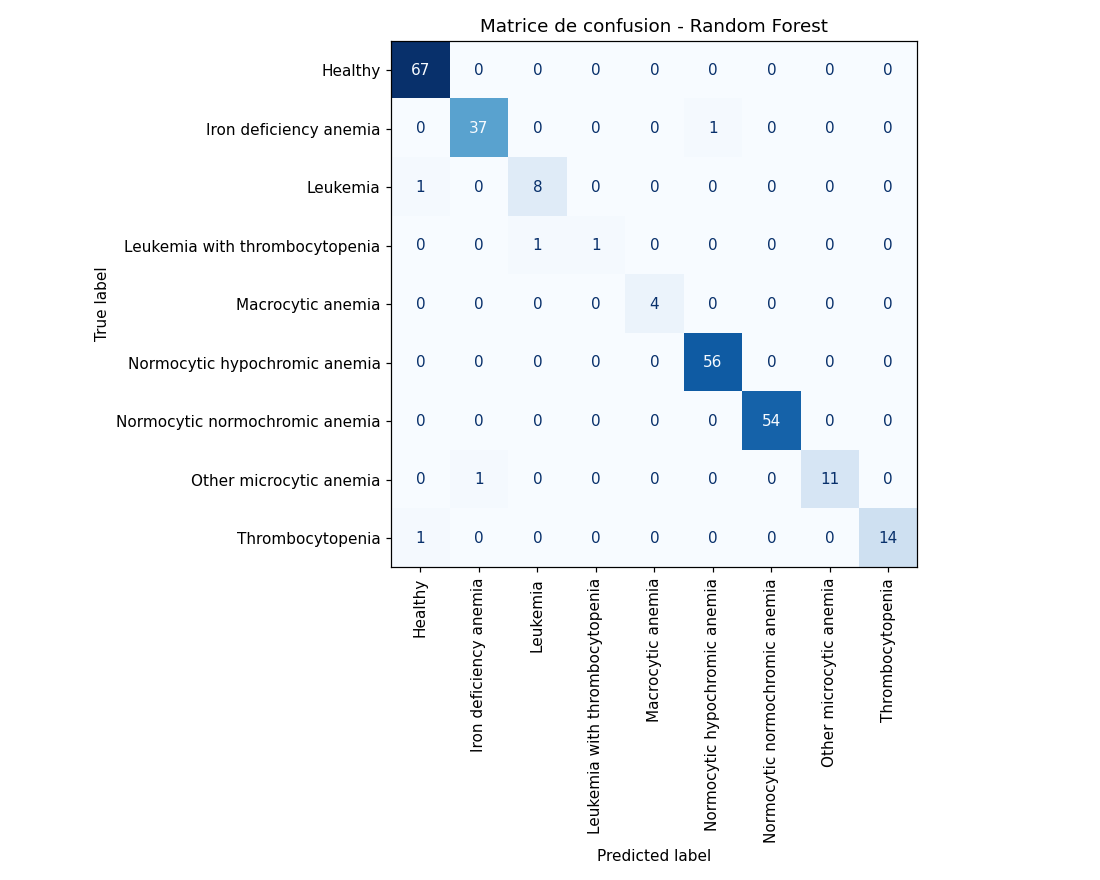 Matrice de confusion - Random Forest
True label
Healthy 67 0 0 0 0 0 0 0 0
Iron deficiency anemia 0 37 0 0 0 1 0 0 0
Leukemia 1 0 8 0 0 0 0 0 0
Leukemia with thrombocytopenia 0 0 1 1 0 0 0 0 0
Macrocytic anemia 0 0 0 0 4 0 0 0 0
Normocytic hypochromic anemia 0 0 0 0 0 56 0 0 0
Normocytic normochromic anemia 0 0 0 0 0 0 54 0 0
Other microcytic anemia 0 1 0 0 0 0 0 11 0
Thrombocytopenia 1 0 0 0 0 0 0 0 14
Healthy
Iron deficiency anemia
Leukemia
Leukemia with thrombocytopenia
Macrocytic anemia
Normocytic hypochromic anemia
Normocytic normochromic anemia
Other microcytic anemia
Thrombocytopenia
Predicted label